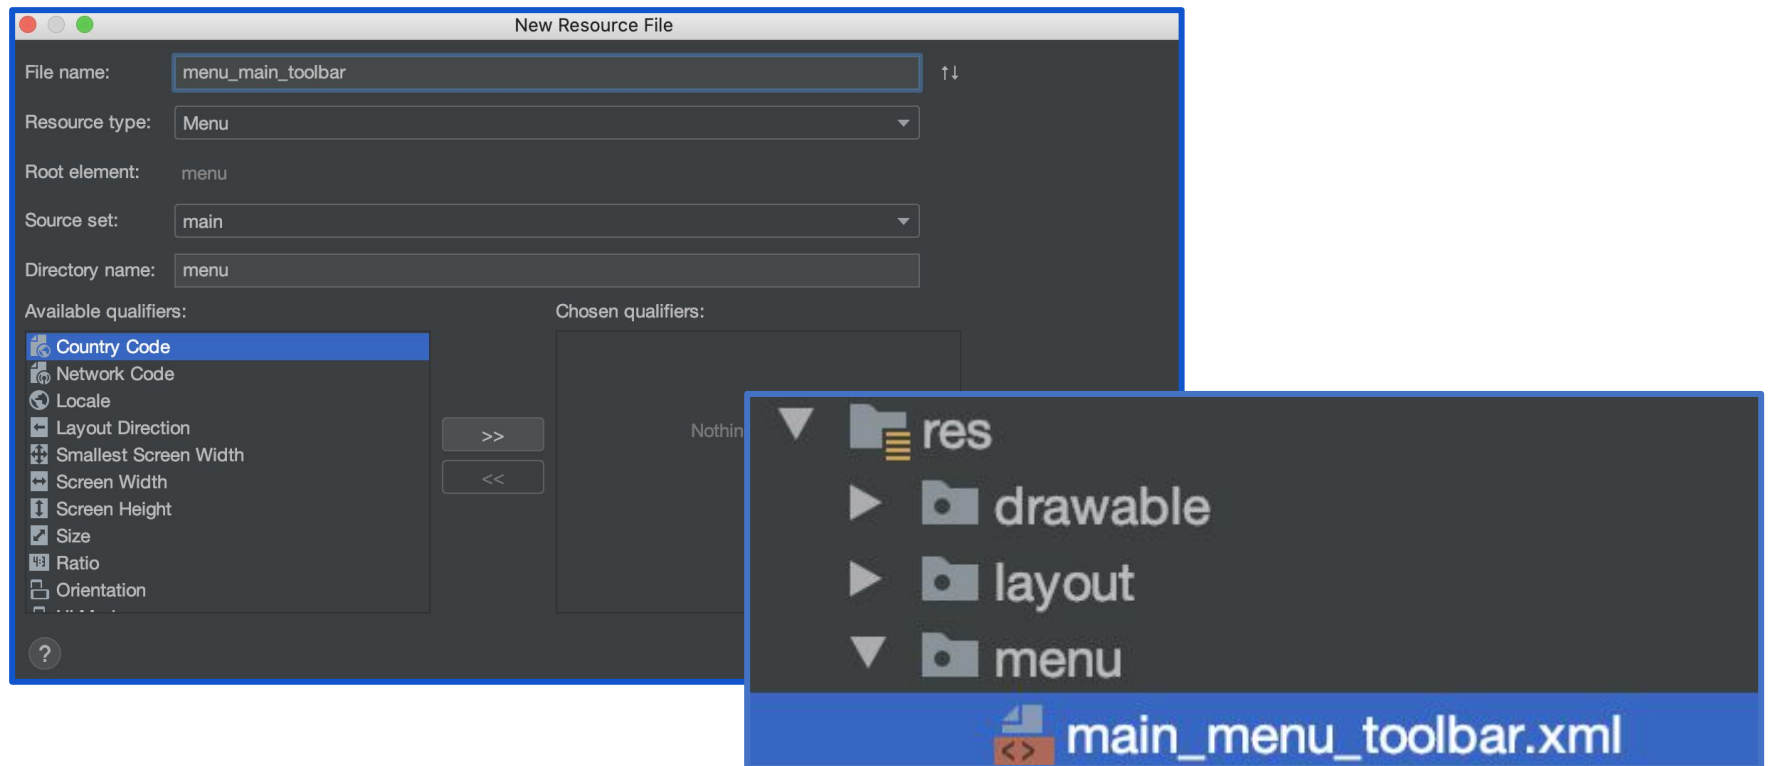 New Resource File
File name: menu_main_toolbar
Resource type: Menu
Root element: menu
Source set: main
Directory name: menu
Available qualifiers: Chosen qualifiers:
Country Code
Network Code
Locale
Layout Direction
Smallest Screen Width
Screen Width
Screen Height
Size
Ratio
Orientation
>>
<<
Nothin
?
res
drawable
layout
menu
main_menu_toolbar.xml